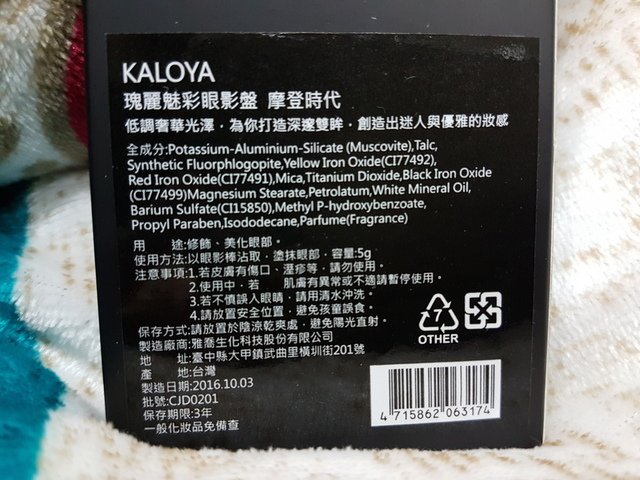 KALOYA
瑰麗魅彩眼影盤 摩登時代
低調奢華光澤，為你打造深邃雙眸，創造出迷人與優雅的妝感
全成分:Potassium-Aluminium-Silicate (Muscovite),Talc,
Synthetic Fluorphlogopite,Yellow Iron Oxide(CI77492),
Red Iron Oxide(CI77491),Mica,Titanium Dioxide,Black Iron Oxide
(CI77499)Magnesium Stearate,Petrolatum,White Mineral Oil,
Barium Sulfate(CI15850),Methyl P-hydroxybenzoate,
Propyl Paraben,Isododecane,Parfume(Fragrance)
用 途:修飾、美化眼部。
使用方法:以眼影棒沾取，塗抹眼部，容量:5g
注意事項:1.若皮膚有傷口、溼疹等，請勿使用。
2.使用中，若 肌膚有異常或不適請暫停使用。
3.若不慎誤入眼睛，請用清水沖洗。
4.請放置安全位置，避免孩童誤食。
保存方式:請放置於陰涼乾爽處，避免陽光直射。
製造廠商:雅喬生化科技股份有限公司
地 址:臺中縣大甲鎮武曲里橫圳街201號
產 地:台灣
製造日期:2016.10.03
批號:CJD0201
保存期限:3年
一般化妝品免備查
7
OTHER
4 715862 063174